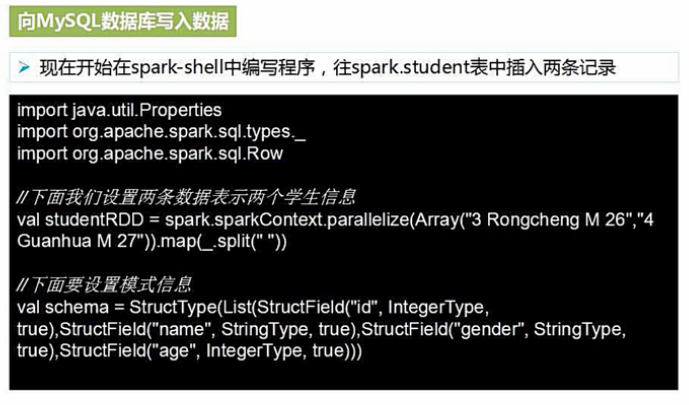 向MySQL数据库写入数据
➢ 现在开始在spark-shell中编写程序，往spark.student表中插入两条记录
import java.util.Properties
import org.apache.spark.sql.types._
import org.apache.spark.sql.Row
//下面我们设置两条数据表示两个学生信息
val studentRDD = spark.sparkContext.parallelize(Array("3 Rongcheng M 26","4
Guanhua M 27")).map(_.split(" "))
//下面要设置模式信息
val schema = StructType(List(StructField("id", IntegerType,
true),StructField("name", StringType, true),StructField("gender", StringType,
true),StructField("age", IntegerType, true)))